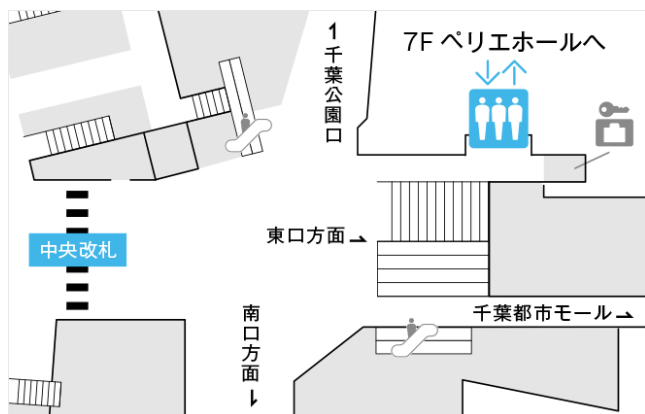 7F ペリエホールへ
↿千葉公園口
中央改札
東口方面⇀
南口方面⇂
千葉都市モール⇀